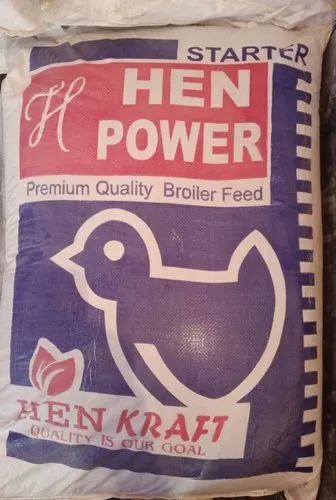 STARTER
H
HEN
POWER
Premium Quality Broiler Feed
HEN KRAFT
QUALITY IS OUR GOAL